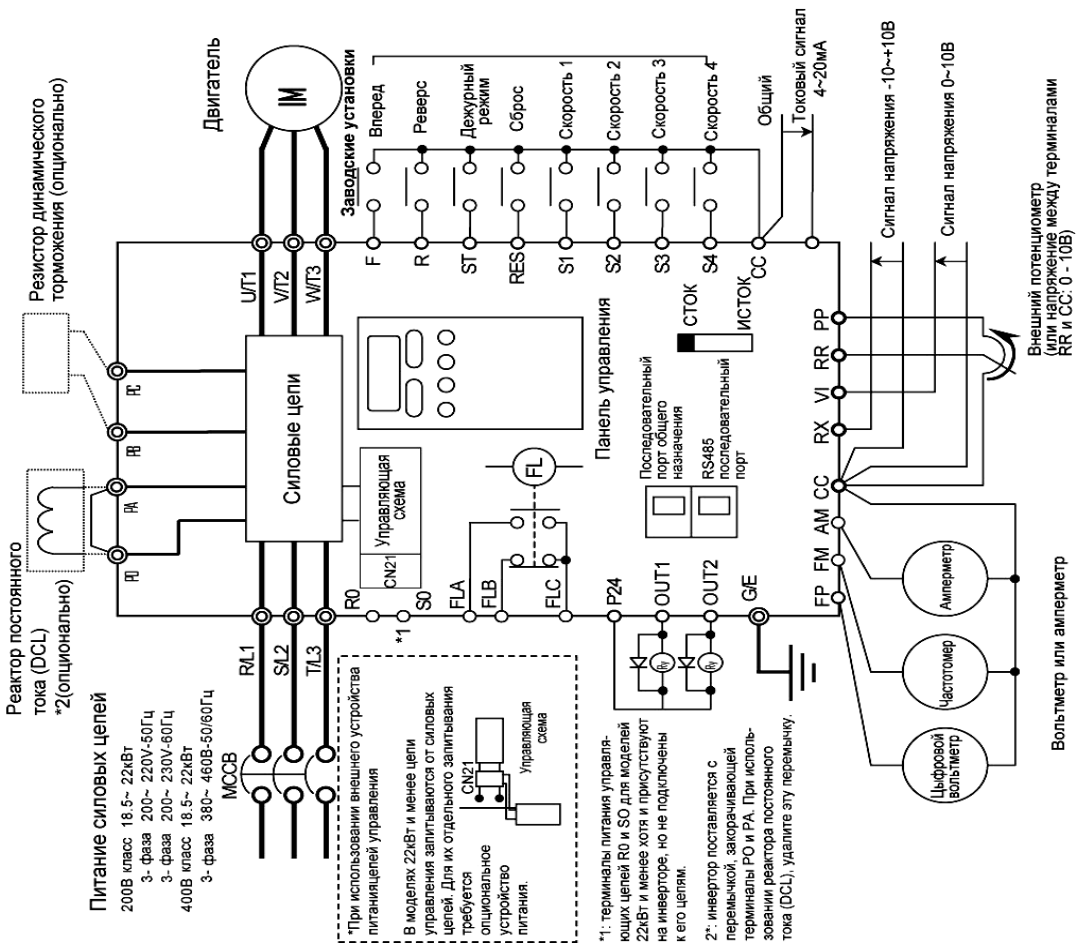 Питание силовых цепей
200В класс 18.5~ 22кВт
3- фаза 200~ 220V-50Гц
3- фаза 200~ 230V-60Гц
400В класс 18.5~ 22кВт
3- фаза 380~ 460В-50/60Гц
MCCB
Реактор постоянного
тока (DCL)
*2(опционально)
Резистор динамического
торможения (опционально)
Двигатель
IM
PO
PA
PB
PC
R/L1
S/L2
T/L3
U/T1
V/T2
W/T3
Силовые цепи
Заводские установки
F
Вперед
R
Реверс
ST
Дежурный
режим
RES
Сброс
S1
Скорость 1
S2
Скорость 2
S3
Скорость 3
S4
Скорость 4
CC
Общий
Токовый сигнал
4~20мА
R0
*1
S0
CN21
Управляющая
схема
Панель управления
FL
FLA
FLB
FLC
СТОК
ИСТОК
Последовательный
порт общего
назначения
RS485
последовательный
порт
P24
OUT1
OUT2
G/E
Ry
Ry
FP
FM
AM
CC
RX
VI
RR
PP
Сигнал напряжения -10~+10В
Сигнал напряжения 0~10В
Внешний потенциометр
(или напряжение между терминалами
RR и CC: 0 - 10В)
Цыфровой
вольтметр
Частотомер
Амперметр
Вольтметр или амперметр
*При использовании внешнего устройства
питанияцепей управления
В моделях 22кВт и менее цепи
управления запитываются от силовых
цепей. Для их отдельного запитывания
требуется
опциональное
устройство
питания.
CN21
Управляющая
схема
*1: терминалы питания управля-
ющих цепей R0 и SO для моделей
22кВт и менее хотя и присутствуют
на инверторе, но не подключены
к его цепям.
2*: инвертор поставляется с
перемычкой, закорачивающей
терминалы PO и PA. При исполь-
зовании реактора постоянного
тока (DCL), удалите эту перемычку.